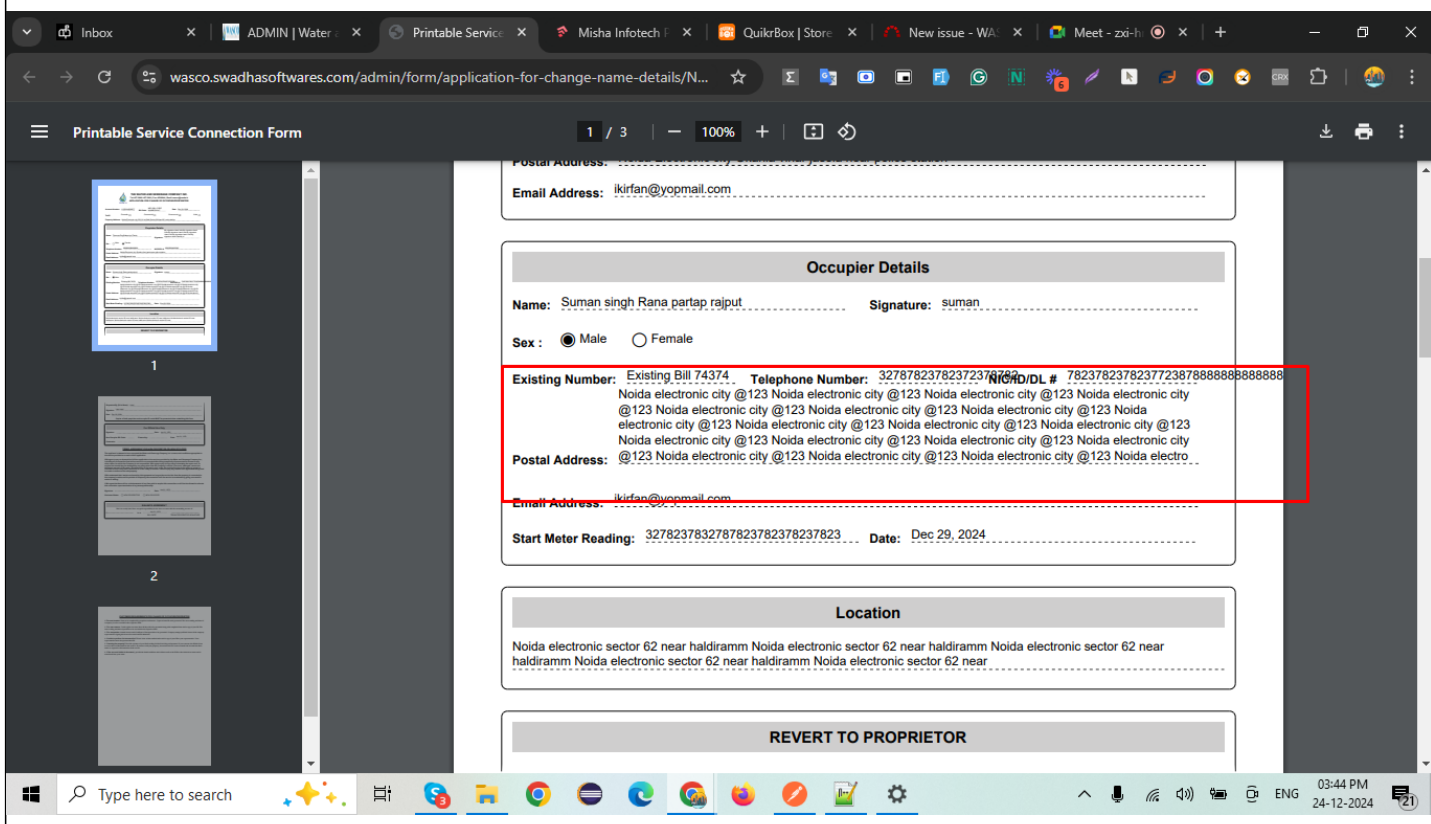 Inbox
ADMIN | Water
Printable Service
Misha Infotech
QuikrBox | Store
New issue - WAS
Meet - zxi-h
wasco.swadhasoftwares.com/admin/form/application-for-change-name-details/N...
6
CRX
Printable Service Connection Form
1 / 3
100%
Postal Address:
Email Address: ikirfan@yopmail.com
Occupier Details
Name: Suman singh Rana partap rajput Signature: suman
Sex : Male Female
Existing Number: Existing Bill 74374 Telephone Number: NIC/ID/DL #
Noida electronic city @123 Noida electronic city @123 Noida electronic city @123 Noida electronic city
@123 Noida electronic city @123 Noida electronic city @123 Noida electronic city @123 Noida
electronic city @123 Noida electronic city @123 Noida electronic city @123 Noida electronic city @123
Noida electronic city @123 Noida electronic city @123 Noida electronic city @123 Noida electronic city
Postal Address: @123 Noida electronic city @123 Noida electronic city @123 Noida electronic city @123 Noida electro
Email Address: ikirfan@yopmail.com
Start Meter Reading: 3278237832787823782378237823 Date: Dec 29, 2024
Location
Noida electronic sector 62 near haldiramm Noida electronic sector 62 near haldiramm Noida electronic sector 62 near
haldiramm Noida electronic sector 62 near haldiramm Noida electronic sector 62 near
REVERT TO PROPRIETOR
1
2
Type here to search
3
ENG
03:44 PM
24-12-2024
21